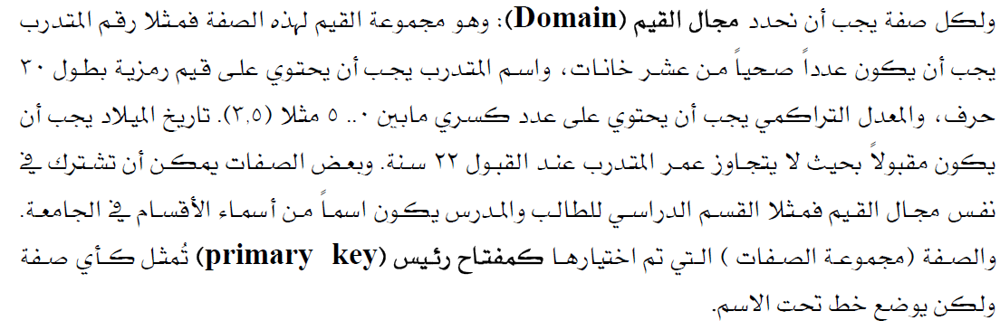 ولكل صفة يجب أن نحدد مجال القيم (Domain): وهو مجموعة القيم لهذه الصفة فمثلا رقم المتدرب
يجب أن يكون عدداً صحياً من عشر خانات، واسم المتدرب يجب أن يحتوي على قيم رمزية بطول ٣٠
حرف، والمعدل التراكمي يجب أن يحتوي على عدد كسري مابين ٠.. ٥ مثلا (٣,٥). تاريخ الميلاد يجب أن
يكون مقبولاً بحيث لا يتجاوز عمر المتدرب عند القبول ٢٢ سنة. وبعض الصفات يمكن أن تشترك في
نفس مجال القيم فمثلا القسم الدراسي للطالب والمدرس يكون اسماً من أسماء الأقسام في الجامعة.
والصفة (مجموعة الصفات ) التي تم اختيارها كمفتاح رئيس (primary key) تُمثل كأي صفة
ولكن يوضع خط تحت الاسم.